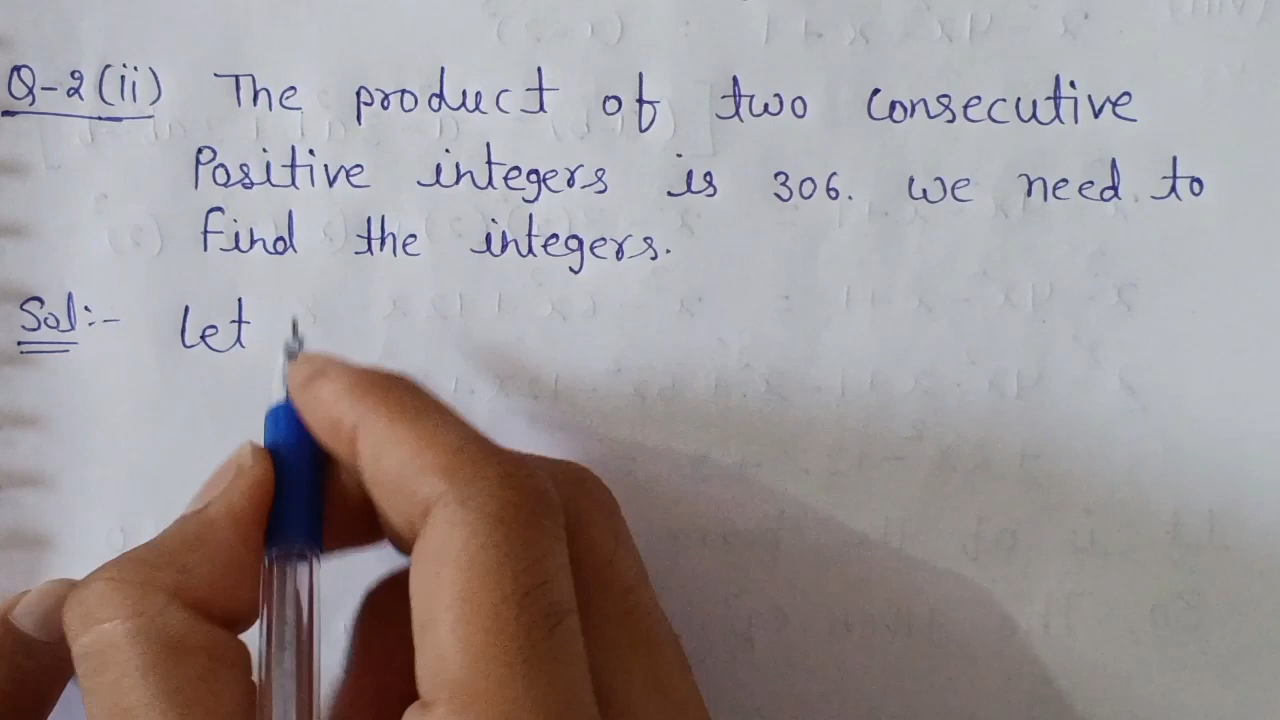 Q-2(ii) The product of two consecutive
Positive integers is 306. we need to
find the integers.
Sol:- Let